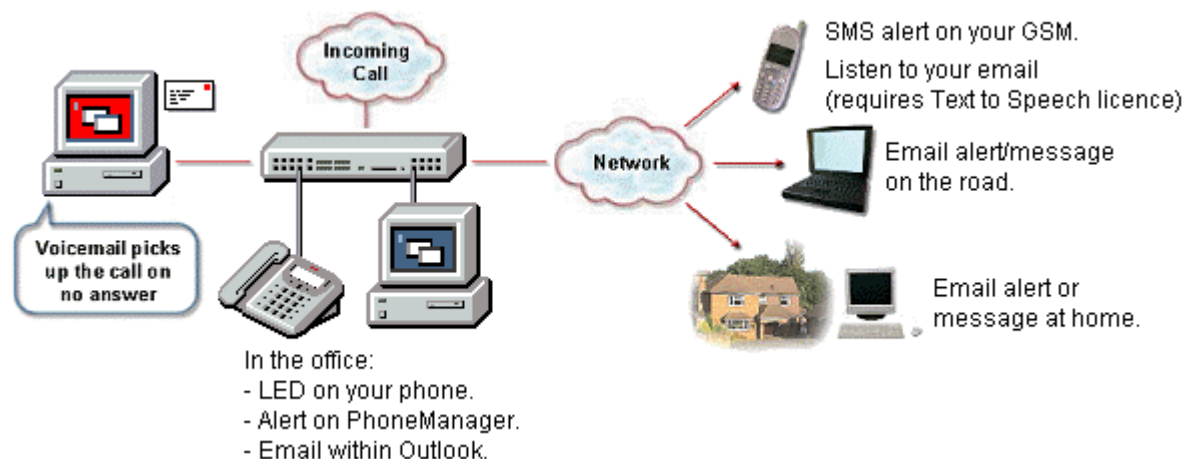 Incoming
Call
SMS alert on your GSM.
Listen to your email
(requires Text to Speech licence)
Network
Email alert/message
on the road.
Voicemail picks
up the call on
no answer
Email alert or
message at home.
In the office:
- LED on your phone.
- Alert on PhoneManager.
- Email within Outlook.